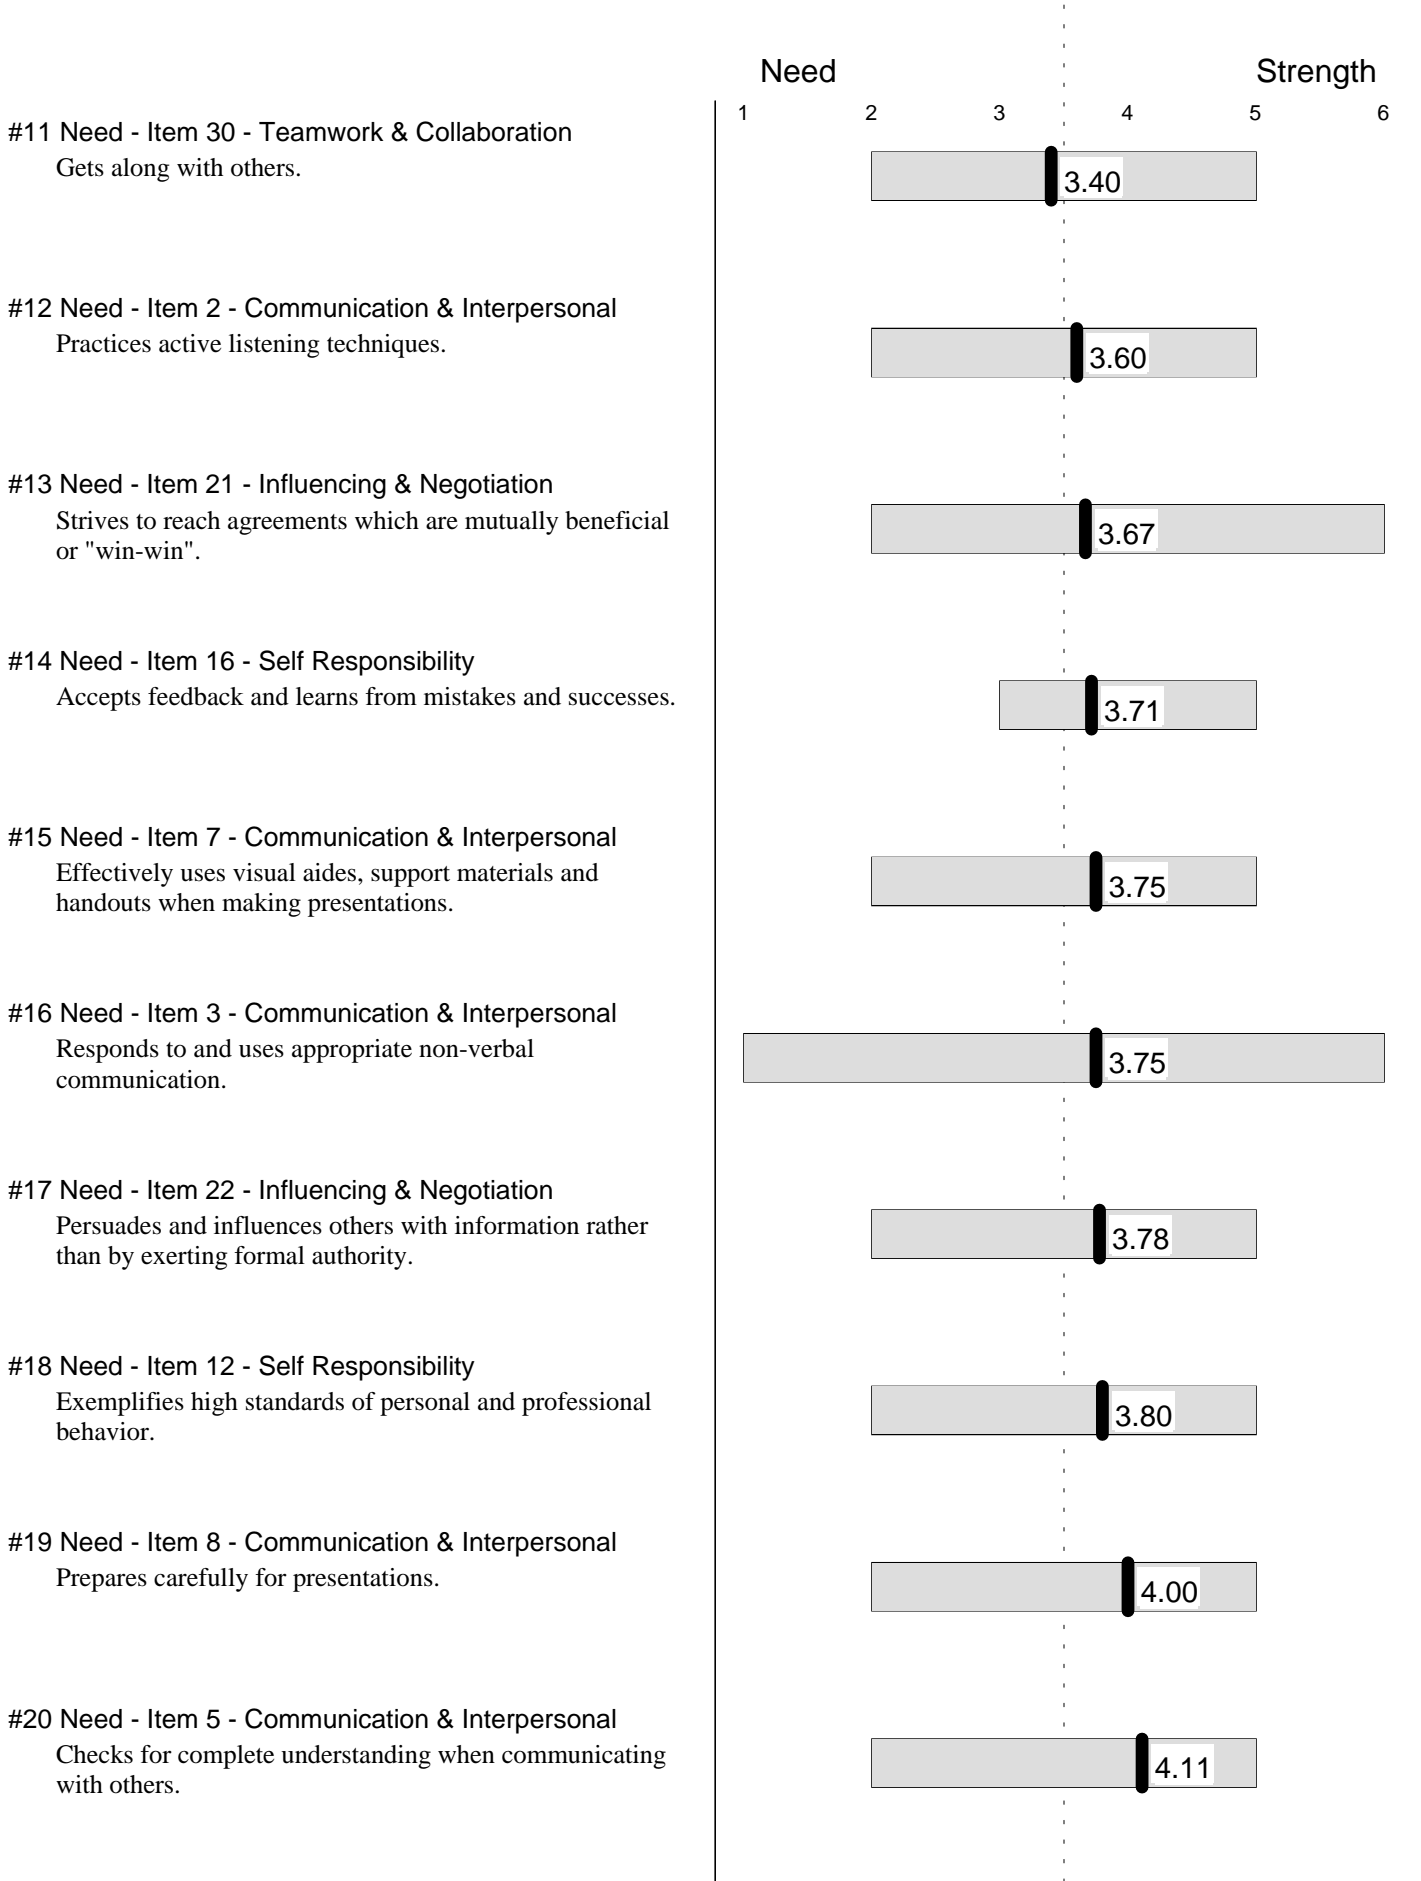 Need Strength
1 2 3 4 5 6
#11 Need - Item 30 - Teamwork & Collaboration
Gets along with others.
3.40
#12 Need - Item 2 - Communication & Interpersonal
Practices active listening techniques.
3.60
#13 Need - Item 21 - Influencing & Negotiation
Strives to reach agreements which are mutually beneficial
or "win-win".
3.67
#14 Need - Item 16 - Self Responsibility
Accepts feedback and learns from mistakes and successes.
3.71
#15 Need - Item 7 - Communication & Interpersonal
Effectively uses visual aides, support materials and
handouts when making presentations.
3.75
#16 Need - Item 3 - Communication & Interpersonal
Responds to and uses appropriate non-verbal
communication.
3.75
#17 Need - Item 22 - Influencing & Negotiation
Persuades and influences others with information rather
than by exerting formal authority.
3.78
#18 Need - Item 12 - Self Responsibility
Exemplifies high standards of personal and professional
behavior.
3.80
#19 Need - Item 8 - Communication & Interpersonal
Prepares carefully for presentations.
4.00
#20 Need - Item 5 - Communication & Interpersonal
Checks for complete understanding when communicating
with others.
4.11